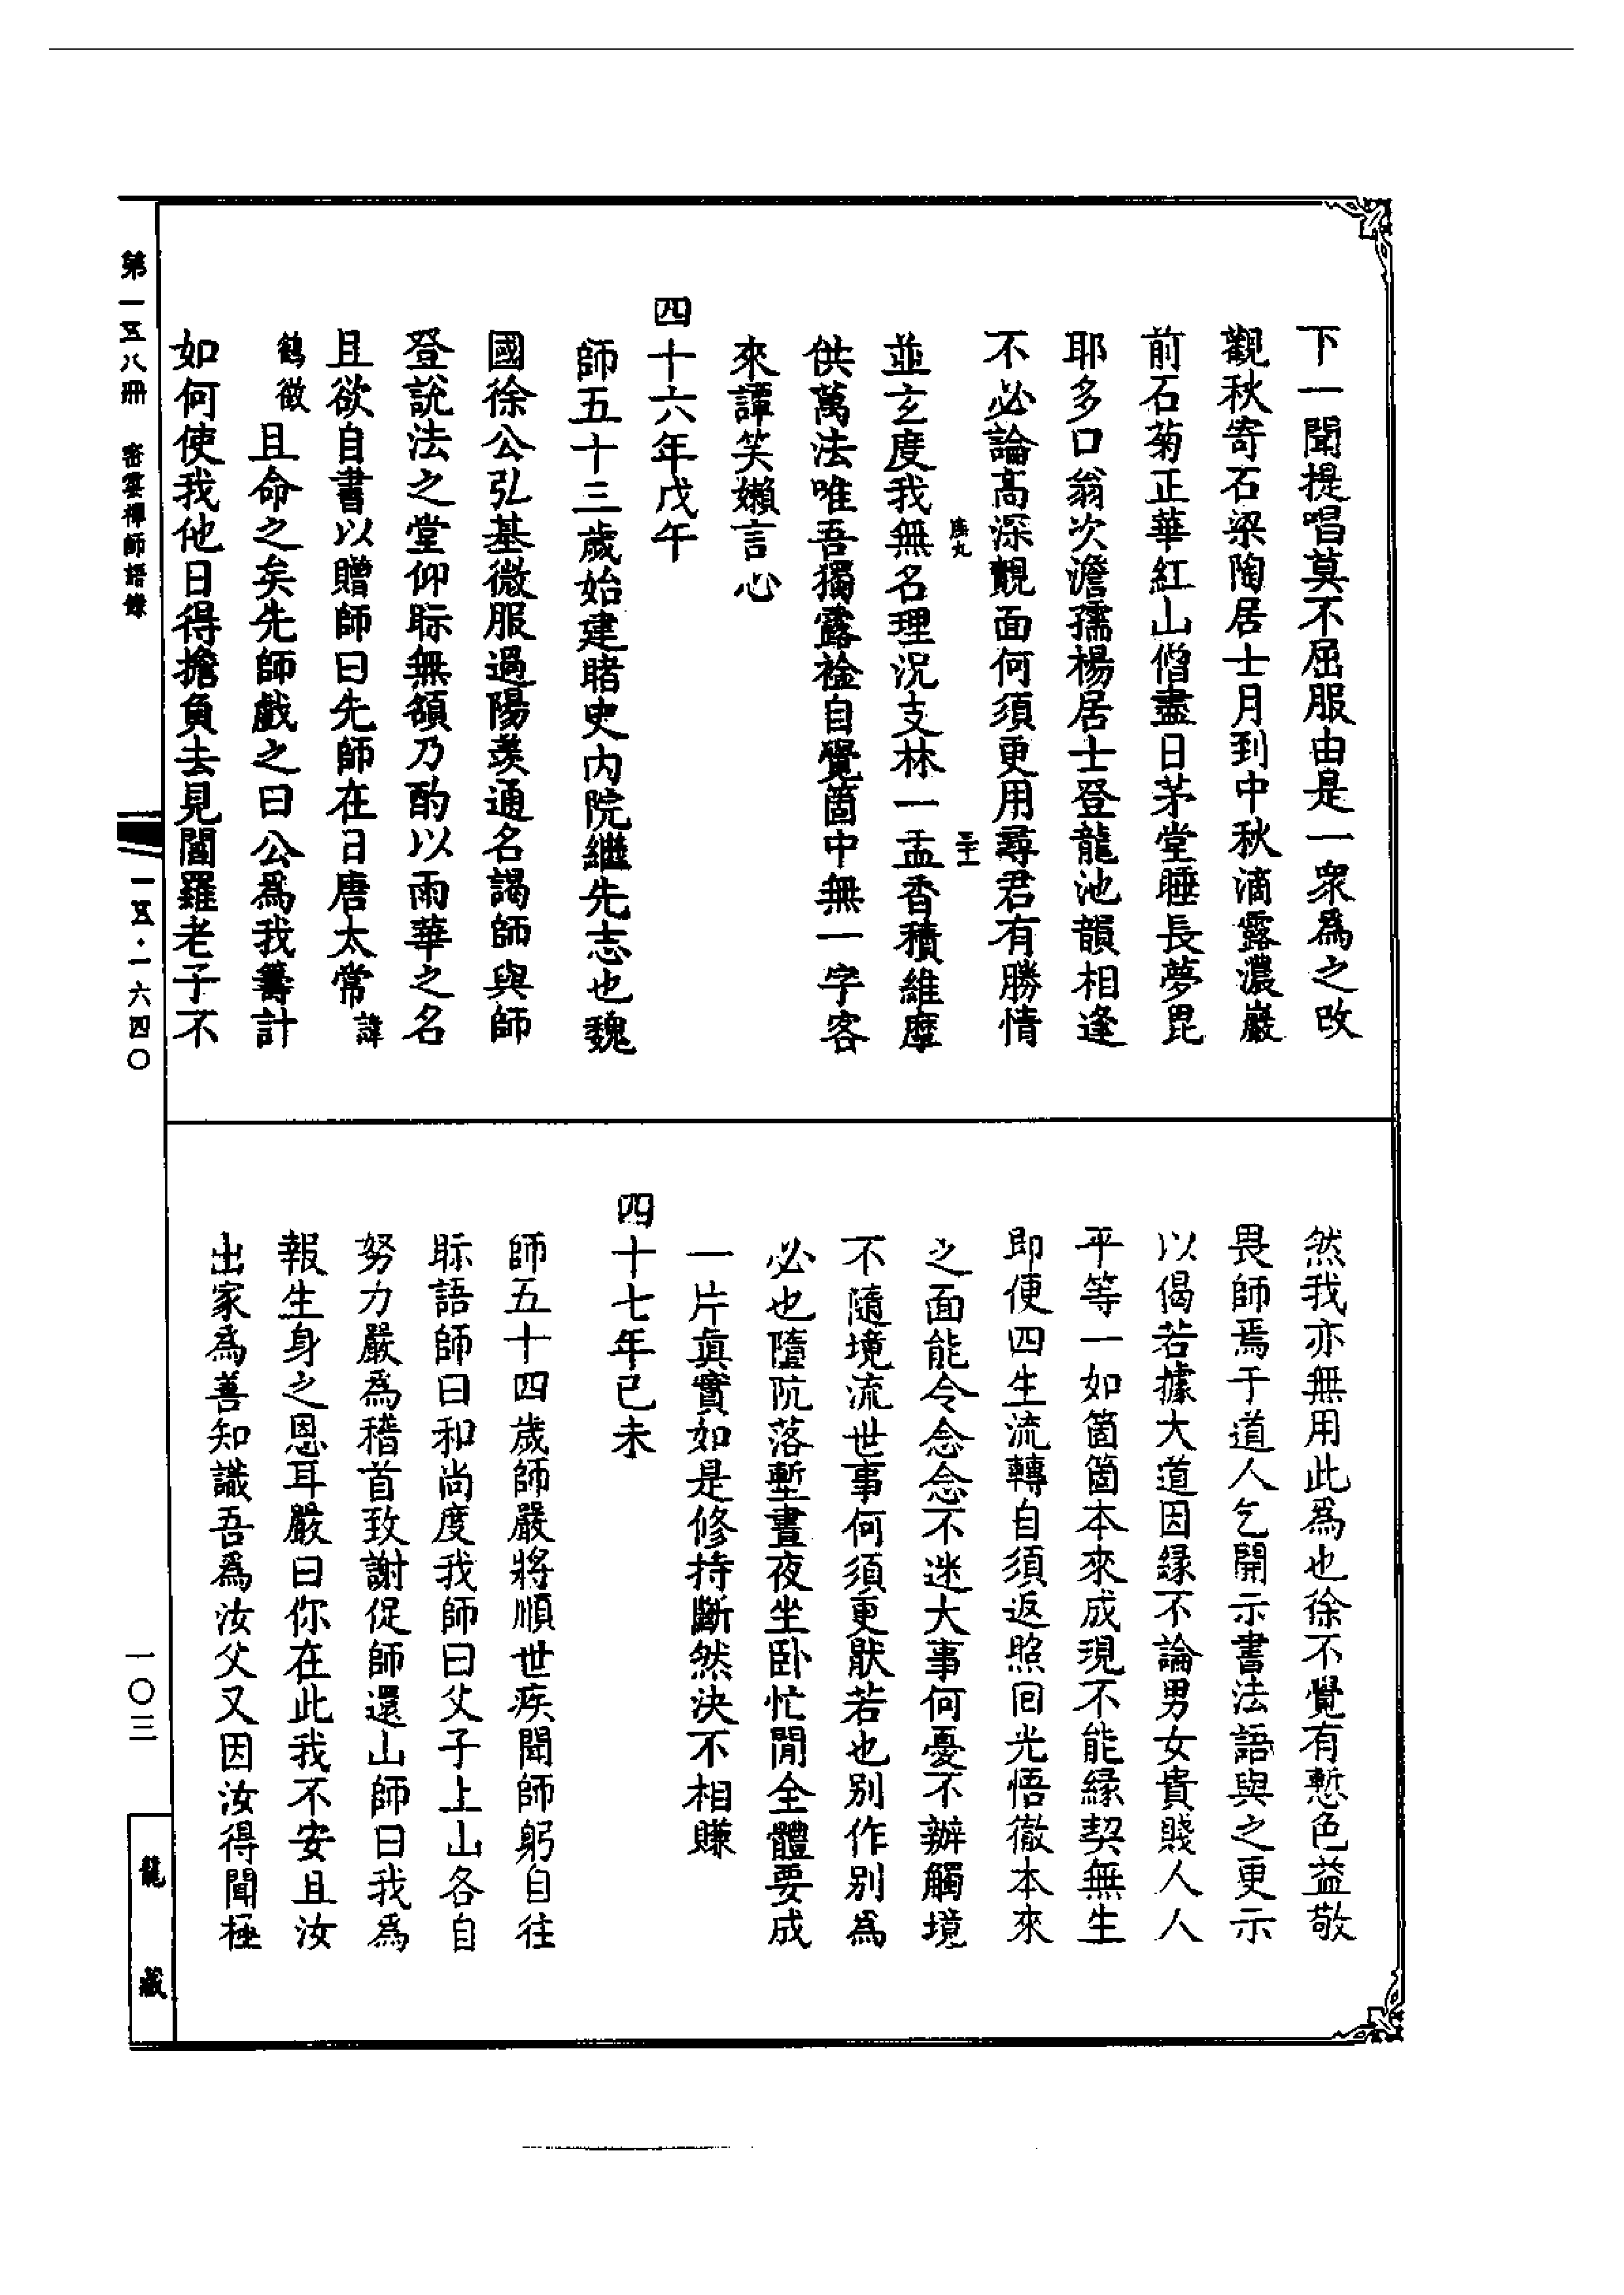 下一聞提唱莫不屈服由是一衆爲之改
觀秋寄石梁陶居士月到中秋滴露濃巖
前石菊正華紅山僧盡日茅堂睡長夢毘
耶多口翁次澹孺楊居士登龍池韻相逢
不必論高深覿面何須更用尋君有勝情
並玄度我無名理況支林一盂香積維摩
供萬法唯吾獨露襟自覺箇中無一字客
來譚笑嬾言心
四十六年戊午
師五十三歲始建睹史內院繼先志也魏
國徐公弘基微服過陽羨通名謁師與師
登說法之堂仰眎無額乃酌以雨華之名
且欲自書以贈師曰先師在日唐太常諱
鶴徵且命之矣先師戲之曰公爲我籌計
如何使我他日得擔負去見閻羅老子不
然我亦無用此爲也徐不覺有慙色益敬
畏師焉于道人乞開示書法語與之更示
以偈若據大道因緣不論男女貴賤人人
平等一如箇箇本來成現不能緣契無生
即便四生流轉自須返照回光悟徹本來
之面能令念念不迷大事何憂不辦觸境
不隨境流世事何須更厭若也別作別爲
必也墮阬落塹晝夜坐臥忙閒全體要成
一片眞實如是修持斷然決不相賺
四十七年己未
師五十四歲師嚴將順世疾聞師躬自往
眎語師曰和尚度我師曰父子上山各自
努力嚴爲稽首致謝促師還山師曰我爲
報生身之恩耳嚴曰你在此我不安且汝
出家爲善知識吾爲汝父又因汝得聞極
第一五八冊 密雲禪師語錄
一五五·一六四〇
一〇三
龍藏